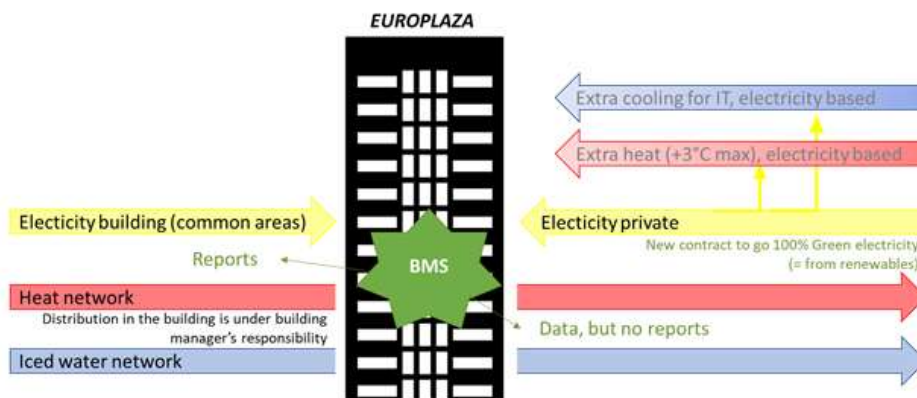 EUROPLAZA
Extra cooling for IT, electricity based
Extra heat (+3°C max), electricity based
Electicity building (common areas)
Electicity private
New contract to go 100% Green electricity
(= from renewables)
Reports
BMS
Heat network
Distribution in the building is under building
manager's responsibility
Data, but no reports
Iced water network